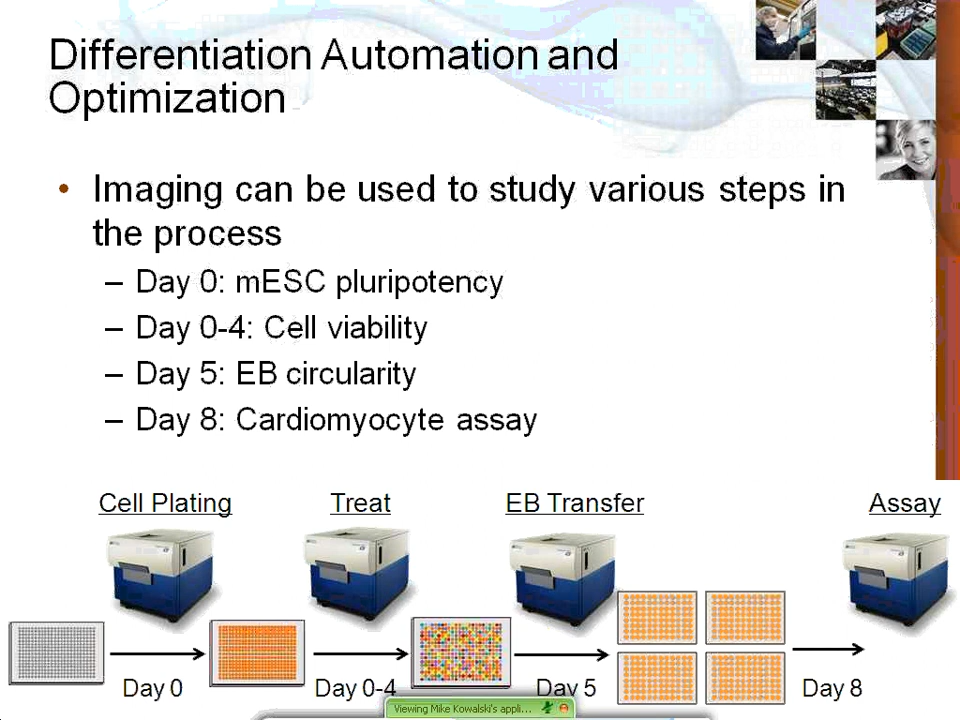 Differentiation Automation and
Optimization
• Imaging can be used to study various steps in
the process
– Day 0: mESC pluripotency
– Day 0-4: Cell viability
– Day 5: EB circularity
– Day 8: Cardiomyocyte assay
Cell Plating Treat EB Transfer Assay
Day 0 Day 0-4 Day 5 Day 8
Viewing Mike Kowalski's appli...